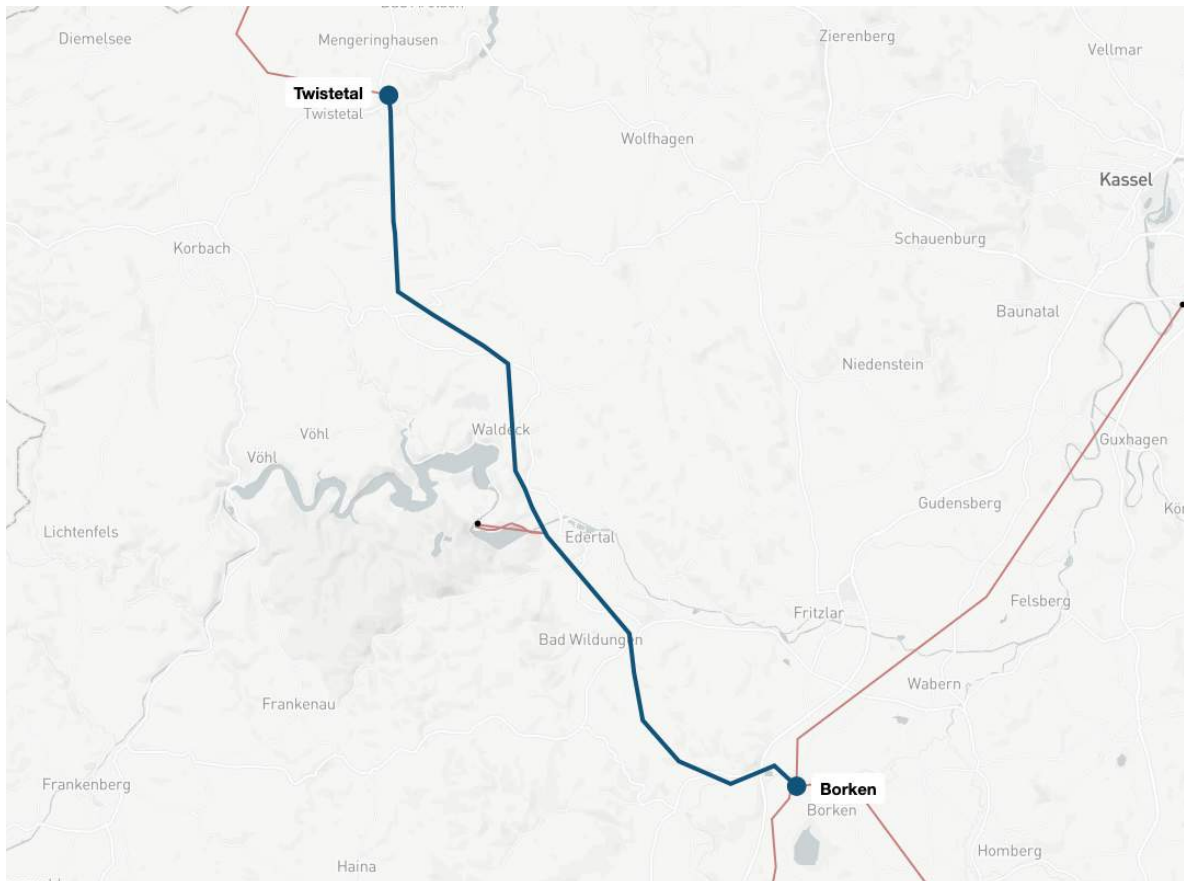 Diemelsee
Mengeringhausen
Zierenberg
Vellmar
Twistetal
Twistetal
Wolfhagen
Kassel
Korbach
Schauenburg
Baunatal
Niedenstein
Waldeck
Vöhl
Vöhl
Guxhagen
Gudensberg
Lichtenfels
Edertal
Felsberg
Fritzlar
Bad Wildungen
Wabern
Frankenau
Frankenberg
Borken
Borken
Homberg
Haina